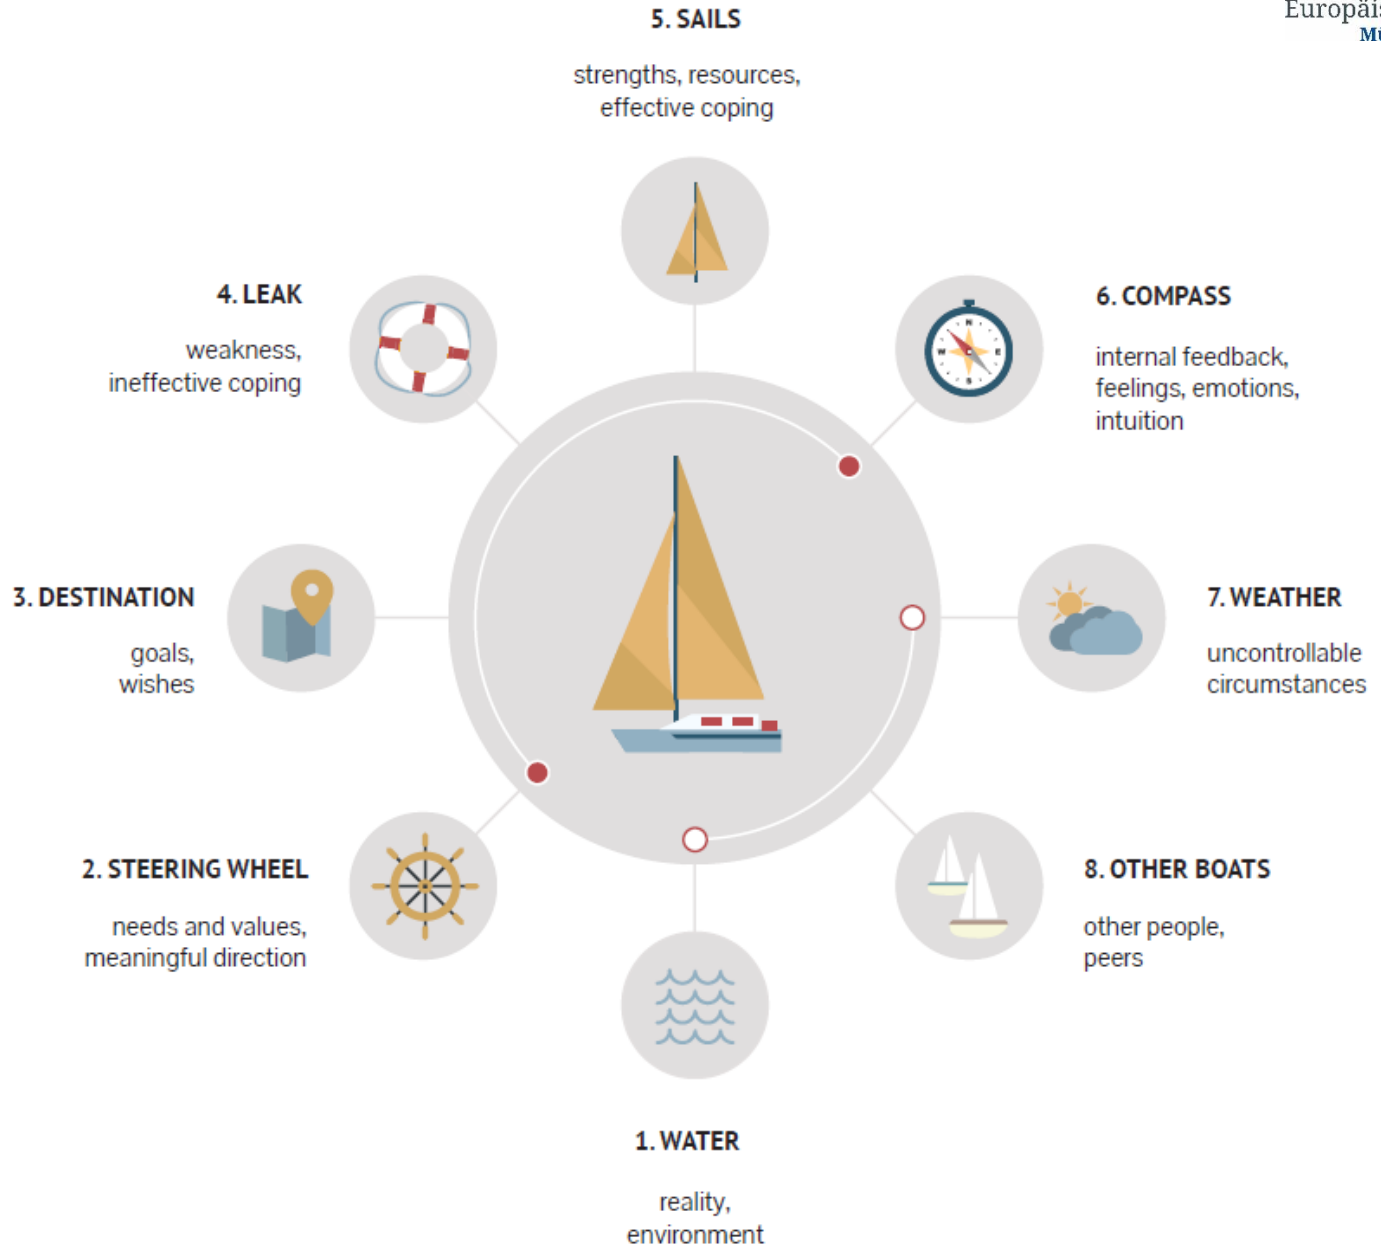 Europäis
Mü
5. SAILS
strengths, resources,
effective coping
4. LEAK
weakness,
ineffective coping
6. COMPASS
internal feedback,
feelings, emotions,
intuition
N
W
E
S
3. DESTINATION
goals,
wishes
7. WEATHER
uncontrollable
circumstances
2. STEERING WHEEL
needs and values,
meaningful direction
8. OTHER BOATS
other people,
peers
1. WATER
reality,
environment